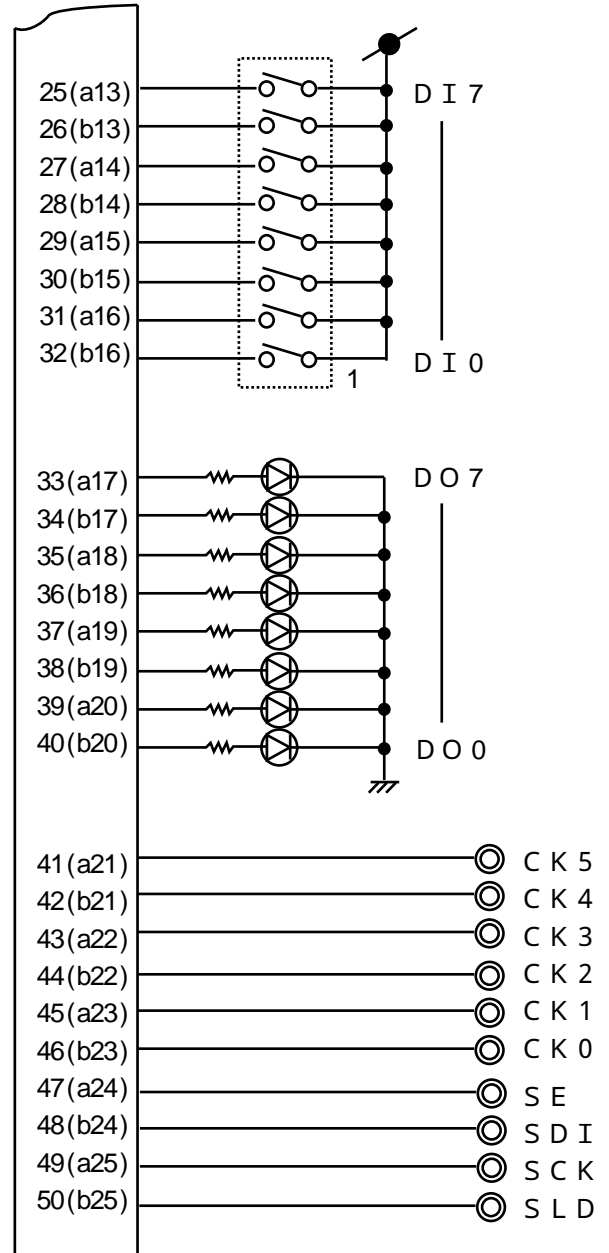 25(a13) DI7
26(b13)
27(a14)
28(b14)
29(a15)
30(b15)
31(a16)
32(b16) DI0
1
33(a17) DO7
34(b17)
35(a18)
36(b18)
37(a19)
38(b19)
39(a20)
40(b20) DO0
41(a21) CK5
42(b21) CK4
43(a22) CK3
44(b22) CK2
45(a23) CK1
46(b23) CK0
47(a24) SE
48(b24) SDI
49(a25) SCK
50(b25) SLD